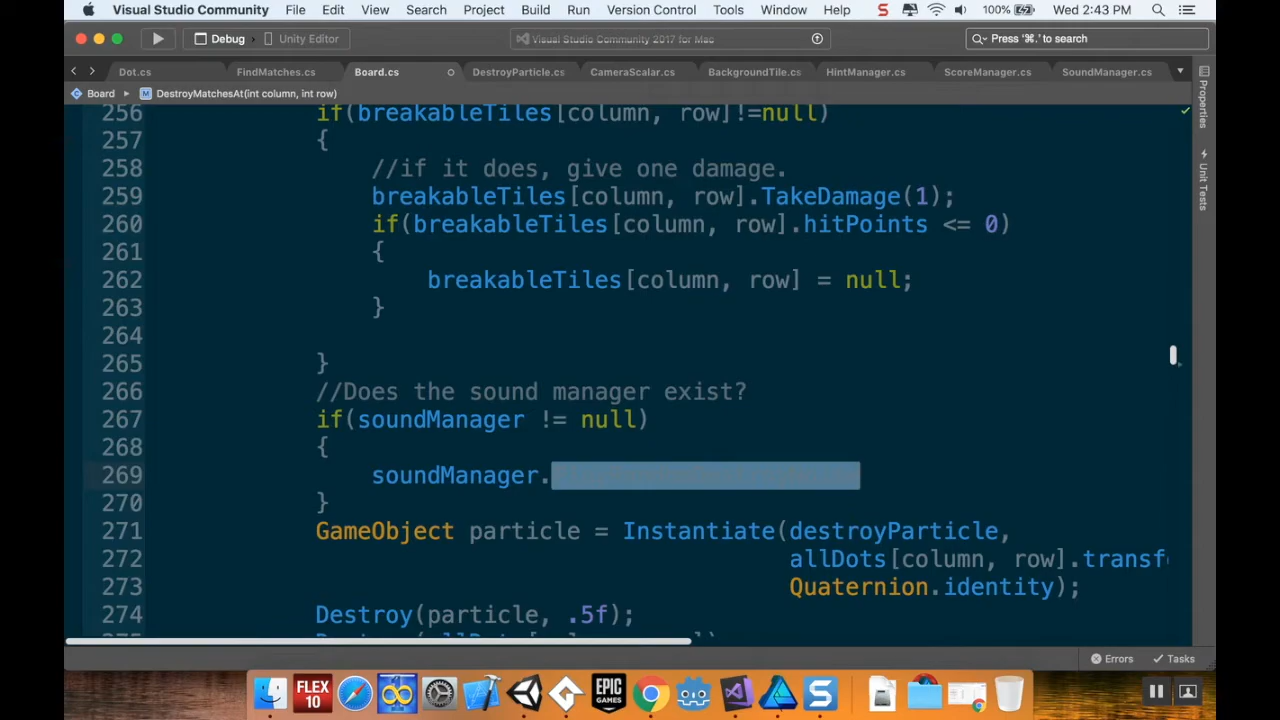 Visual Studio Community File Edit View Search Project Build Run Version Control Tools Window Help S 100% Wed 2:43 PM
Debug Unity Editor Visual Studio Community 2017 for Mac Press '⌘.' to search
Dot.cs FindMatches.cs Board.cs DestroyParticle.cs CameraScalar.cs BackgroundTile.cs HintManager.cs ScoreManager.cs SoundManager.cs
Board DestroyMatchesAt(int column, int row)
Properties
Unit Tests
256 if(breakableTiles[column, row]!=null)
257 {
258 //if it does, give one damage.
259 breakableTiles[column, row].TakeDamage(1);
260 if(breakableTiles[column, row].hitPoints <= 0)
261 {
262 breakableTiles[column, row] = null;
263 }
264
265 }
266 //Does the sound manager exist?
267 if(soundManager != null)
268 {
269 soundManager.
270 }
271 GameObject particle = Instantiate(destroyParticle,
272 allDots[column, row].transf
273 Quaternion.identity);
274 Destroy(particle, .5f);
Errors Tasks
FLEX 10 EPIC GAMES S